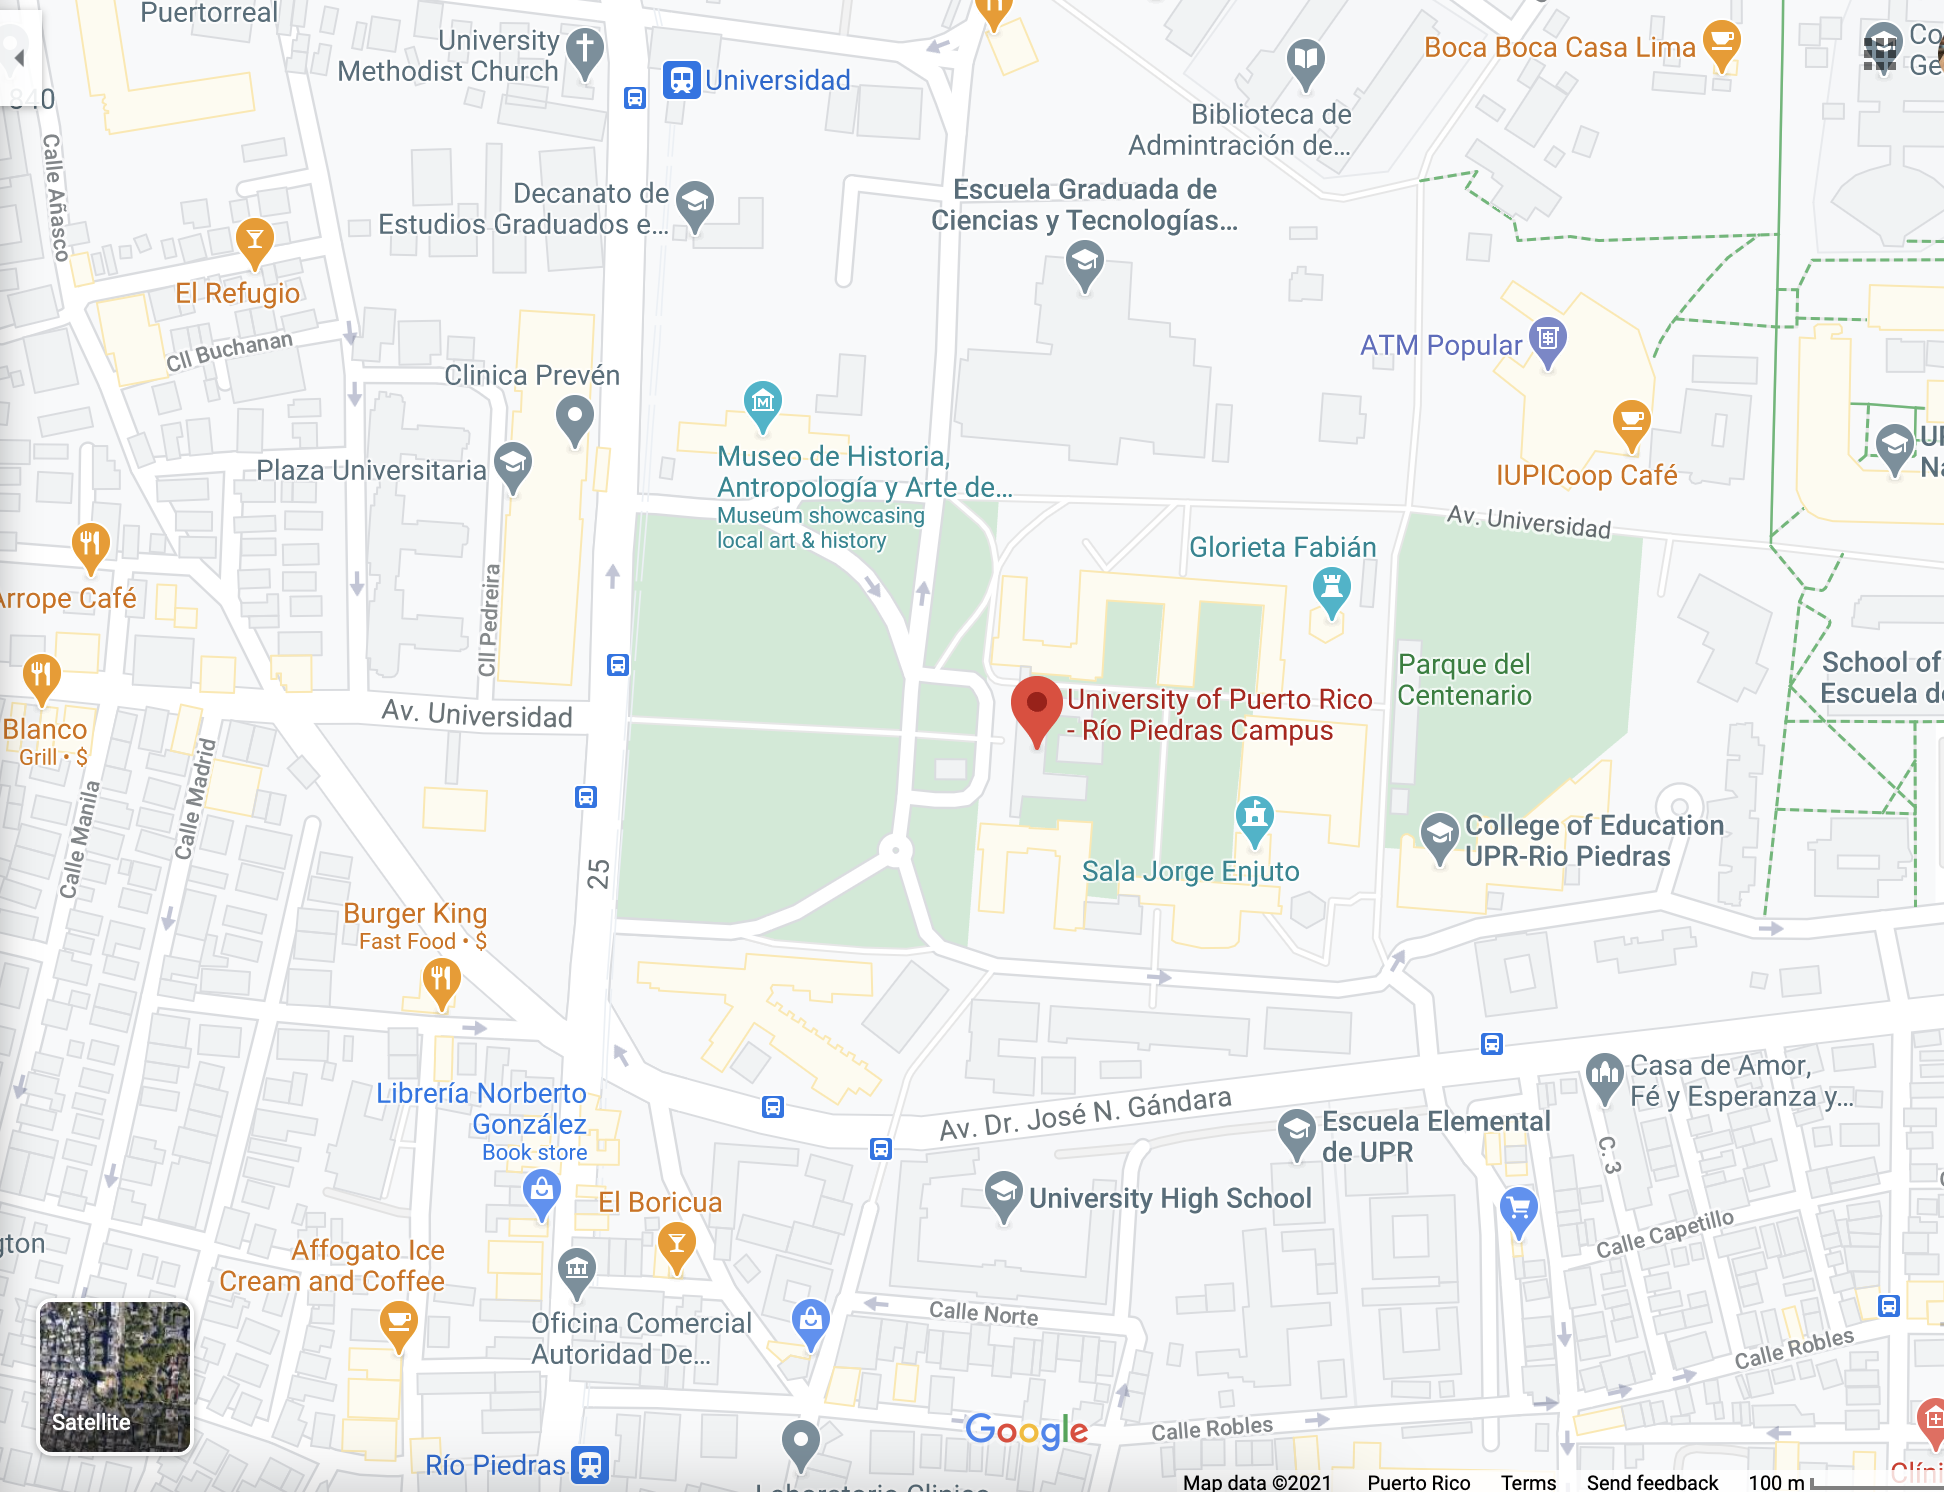 Puertorreal
University
Methodist Church
Universidad
Boca Boca Casa Lima
Co
Ge
840
Biblioteca de
Admintración de...
Calle Añasco
Decanato de
Estudios Graduados e...
Escuela Graduada de
Ciencias y Tecnologías...
El Refugio
Cll Buchanan
Clinica Prevén
ATM Popular
Plaza Universitaria
Museo de Historia,
Antropología y Arte de...
Museum showcasing
local art & history
IUPICoop Café
UP
Na
Av. Universidad
Glorieta Fabián
Arrope Café
Cll Pedreira
Parque del
Centenario
School of
Escuela de
University of Puerto Rico
- Río Piedras Campus
Av. Universidad
Blanco
Grill • $
Calle Manila
Calle Madrid
25
College of Education
UPR-Rio Piedras
Sala Jorge Enjuto
Burger King
Fast Food • $
Librería Norberto
González
Book store
Av. Dr. José N. Gándara
Casa de Amor,
Fé y Esperanza y...
Escuela Elemental
de UPR
C. 3
University High School
El Boricua
Calle Capetillo
gton
Affogato Ice
Cream and Coffee
Oficina Comercial
Autoridad De...
Calle Norte
Calle Robles
Satellite
Google
Calle Robles
Río Piedras
Laboratorio Clinico
Clíni
Map data ©2021
Puerto Rico
Terms
Send feedback
100 m